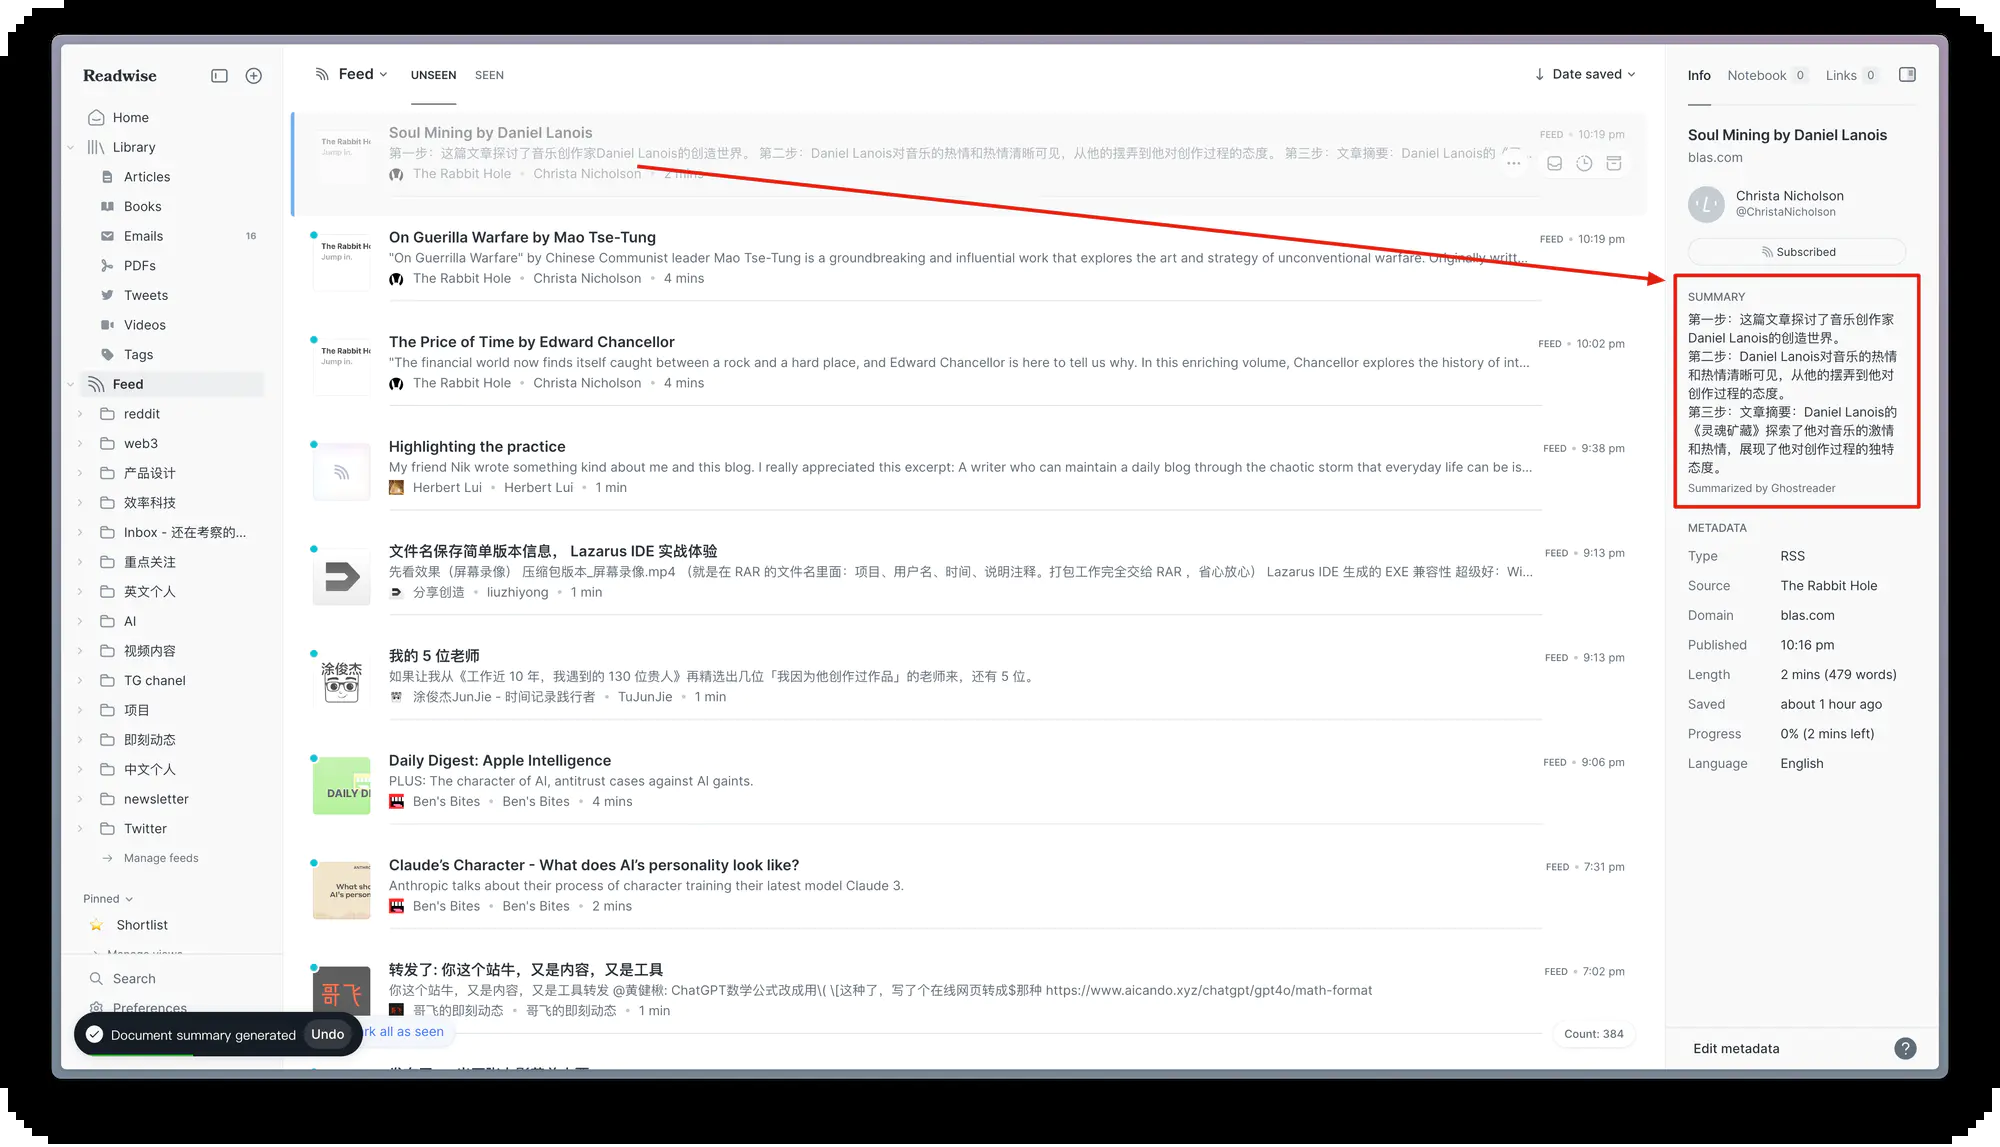 Readwise
Home
Library
Articles
Books
Emails 16
PDFs
Tweets
Videos
Tags
Feed
reddit
web3
产品设计
效率科技
Inbox - 还在考察的...
重点关注
英文个人
AI
视频内容
TG chanel
项目
即刻动态
中文个人
newsletter
Twitter
Manage feeds
Pinned
Shortlist
Manage views
Search
Preferences
Document summary generated Undo
Feed UNSEEN SEEN
Date saved
The Rabbit Hole
Jump in.
Soul Mining by Daniel Lanois
FEED • 10:19 pm
第一步：这篇文章探讨了音乐创作家Daniel Lanois的创造世界。 第二步：Daniel Lanois对音乐的热情和热情清晰可见，从他的摆弄到他对创作过程的态度。 第三步：文章摘要：Daniel Lanois的
The Rabbit Hole • Christa Nicholson • 2 mins
The Rabbit Ho
Jump in.
On Guerilla Warfare by Mao Tse-Tung
FEED • 10:19 pm
"On Guerilla Warfare" by Chinese Communist leader Mao Tse-Tung is a groundbreaking and influential work that explores the art and strategy of unconventional warfare. Originally writt...
The Rabbit Hole • Christa Nicholson • 4 mins
The Rabbit Ho
Jump in.
The Price of Time by Edward Chancellor
FEED • 10:02 pm
"The financial world now finds itself caught between a rock and a hard place, and Edward Chancellor is here to tell us why. In this enriching volume, Chancellor explores the history of int...
The Rabbit Hole • Christa Nicholson • 4 mins
Highlighting the practice
FEED • 9:38 pm
My friend Nik wrote something kind about me and this blog. I really appreciated this excerpt: A writer who can maintain a daily blog through the chaotic storm that everyday life can be is...
Herbert Lui • Herbert Lui • 1 min
文件名保存简单版本信息， Lazarus IDE 实战体验
FEED • 9:13 pm
先看效果（屏幕录像） 压缩包版本_屏幕录像.mp4 （就是在 RAR 的文件名里面：项目、用户名、时间、说明注释。打包工作完全交给 RAR ，省心放心） Lazarus IDE 生成的 EXE 兼容性 超级好：Wi...
分享创造 • liuzhiyong • 1 min
涂俊杰
我的 5 位老师
FEED • 9:13 pm
如果让我从《工作近 10 年，我遇到的 130 位贵人》再精选出几位「我因为他创作过作品」的老师来，还有 5 位。
涂俊杰JunJie - 时间记录践行者 • TuJunJie • 1 min
DAILY DI
Daily Digest: Apple Intelligence
FEED • 9:06 pm
PLUS: The character of AI, antitrust cases against AI gaints.
Ben's Bites • Ben's Bites • 4 mins
What sho
AI's person
Claude's Character - What does AI's personality look like?
FEED • 7:31 pm
Anthropic talks about their process of character training their latest model Claude 3.
Ben's Bites • Ben's Bites • 2 mins
哥飞
转发了: 你这个站牛，又是内容，又是工具
FEED • 7:02 pm
你这个站牛，又是内容，又是工具转发 @黄健楸: ChatGPT数学公式改成用\( \[这种了，写了个在线网页转成$那种 https://www.aicando.xyz/chatgpt/gpt4o/math-format
哥飞的即刻动态 • 哥飞的即刻动态 • 1 min
rk all as seen
Count: 384
Info Notebook 0 Links 0
Soul Mining by Daniel Lanois
blas.com
Christa Nicholson
@ChristaNicholson
Subscribed
SUMMARY
第一步：这篇文章探讨了音乐创作家
Daniel Lanois的创造世界。
第二步：Daniel Lanois对音乐的热情
和热情清晰可见，从他的摆弄到他对
创作过程的态度。
第三步：文章摘要：Daniel Lanois的
《灵魂矿藏》探索了他对音乐的激情
和热情，展现了他对创作过程的独特
态度。
Summarized by Ghostreader
METADATA
Type RSS
Source The Rabbit Hole
Domain blas.com
Published 10:16 pm
Length 2 mins (479 words)
Saved about 1 hour ago
Progress 0% (2 mins left)
Language English
Edit metadata
?